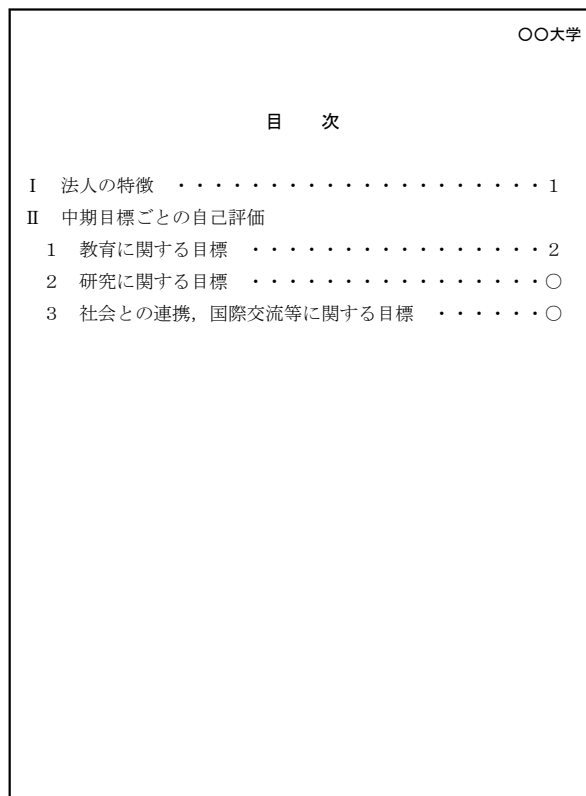 〇〇大学
目　次
Ⅰ　法人の特徴　・・・・・・・・・・・・・・・・・・・・1
Ⅱ　中期目標ごとの自己評価
1　教育に関する目標　・・・・・・・・・・・・・・・・2
2　研究に関する目標　・・・・・・・・・・・・・・・・〇
3　社会との連携，国際交流等に関する目標　・・・・・・〇